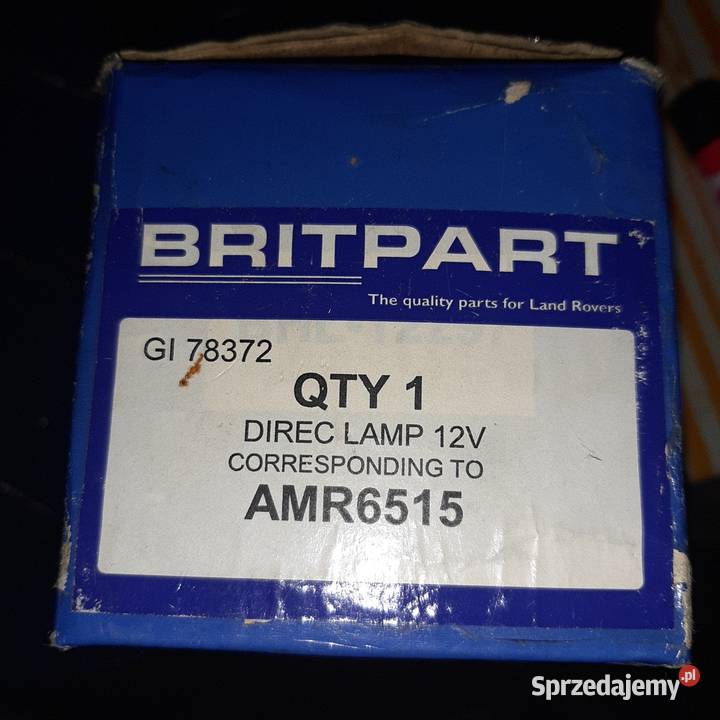 BRITPART
The quality parts for Land Rovers
GI 78372
QTY 1
DIREC LAMP 12V
CORRESPONDING TO
AMR6515
Sprzedajemy.pl